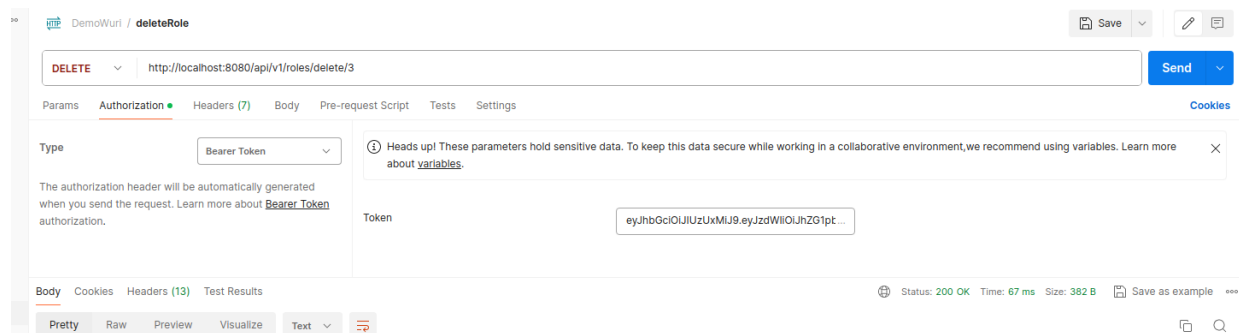 HTTP DemoWuri / deleteRole Save
DELETE http://localhost:8080/api/v1/roles/delete/3 Send
Params Authorization Headers (7) Body Pre-request Script Tests Settings Cookies
Type Bearer Token
The authorization header will be automatically generated
when you send the request. Learn more about Bearer Token
authorization.
Heads up! These parameters hold sensitive data. To keep this data secure while working in a collaborative environment,we recommend using variables. Learn more
about variables.
Token eyJhbGciOiJIUzUxMiJ9.eyJzdWIiOiJhZG1pb...
Body Cookies Headers (13) Test Results Status: 200 OK Time: 67 ms Size: 382 B Save as example
Pretty Raw Preview Visualize Text